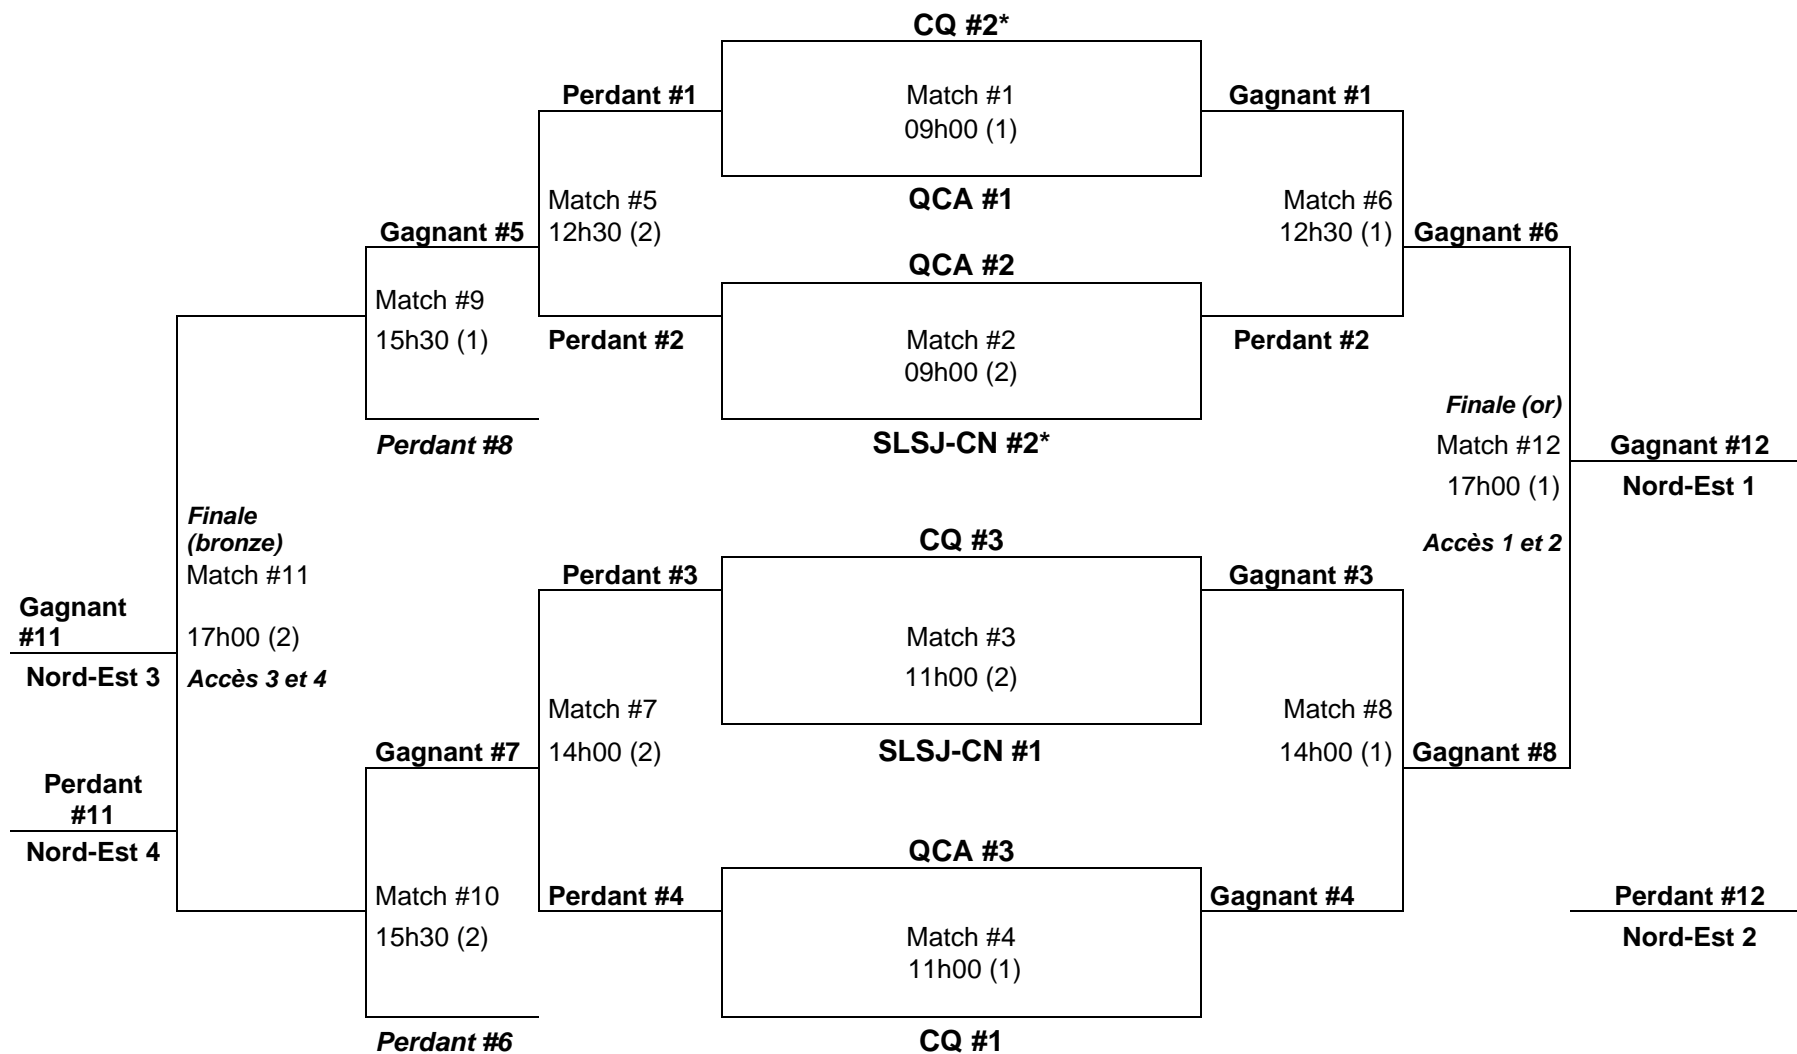 CQ #2*
Perdant #1
Match #1
09h00 (1)
Gagnant #1
QCA #1
Match #5
12h30 (2)
Match #6
12h30 (1)
Gagnant #5
Gagnant #6
QCA #2
Match #9
15h30 (1)
Perdant #2
Match #2
09h00 (2)
Perdant #2
Perdant #8
SLSJ-CN #2*
Finale (or)
Match #12
17h00 (1)
Accès 1 et 2
Gagnant #12
Nord-Est 1
Finale
(bronze)
Match #11
17h00 (2)
Accès 3 et 4
Gagnant
#11
Nord-Est 3
CQ #3
Perdant #3
Match #3
11h00 (2)
Gagnant #3
SLSJ-CN #1
Match #7
14h00 (2)
Match #8
14h00 (1)
Gagnant #7
Gagnant #8
Perdant
#11
Nord-Est 4
QCA #3
Match #10
15h30 (2)
Perdant #4
Match #4
11h00 (1)
Gagnant #4
Perdant #12
Nord-Est 2
Perdant #6
CQ #1